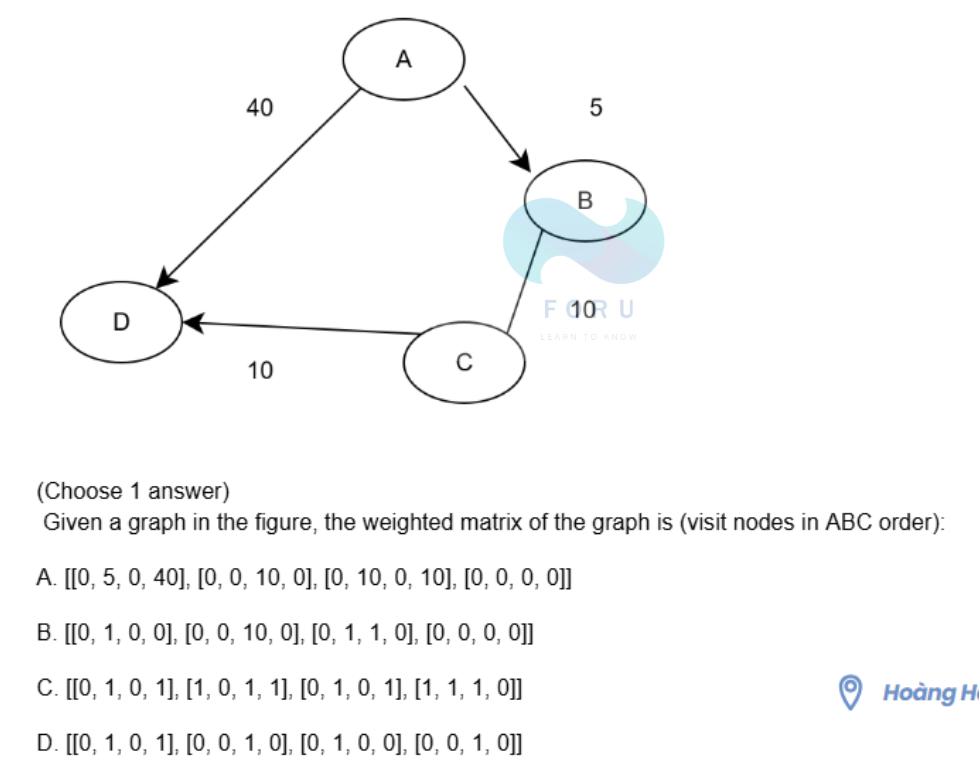 A
40
5
B
FORU
10
LEARN TO KNOW
D
C
10
(Choose 1 answer)
Given a graph in the figure, the weighted matrix of the graph is (visit nodes in ABC order):
A. [[0, 5, 0, 40], [0, 0, 10, 0], [0, 10, 0, 10], [0, 0, 0, 0]]
B. [[0, 1, 0, 0], [0, 0, 10, 0], [0, 1, 1, 0], [0, 0, 0, 0]]
C. [[0, 1, 0, 1], [1, 0, 1, 1], [0, 1, 0, 1], [1, 1, 1, 0]]
Hoàng
D. [[0, 1, 0, 1], [0, 0, 1, 0], [0, 1, 0, 0], [0, 0, 1, 0]]